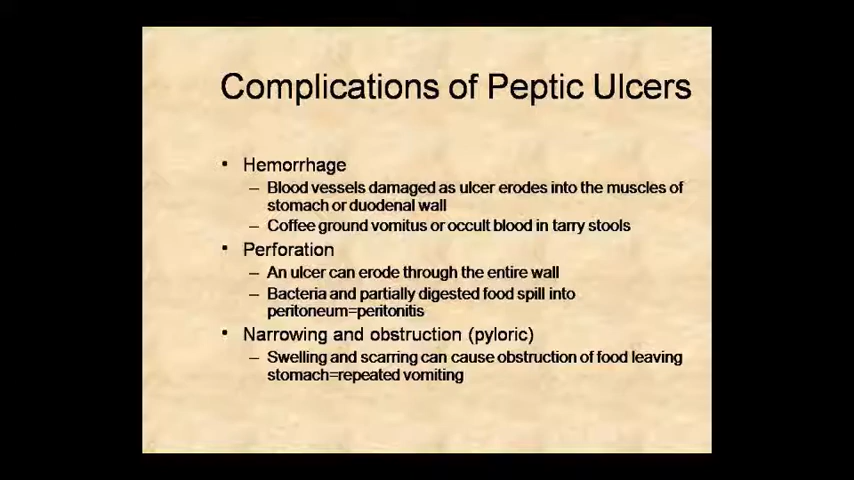 Complications of Peptic Ulcers
• Hemorrhage
– Blood vessels damaged as ulcer erodes into the muscles of
stomach or duodenal wall
– Coffee ground vomitus or occult blood in tarry stools
• Perforation
– An ulcer can erode through the entire wall
– Bacteria and partially digested food spill into
peritoneum=peritonitis
• Narrowing and obstruction (pyloric)
– Swelling and scarring can cause obstruction of food leaving
stomach=repeated vomiting